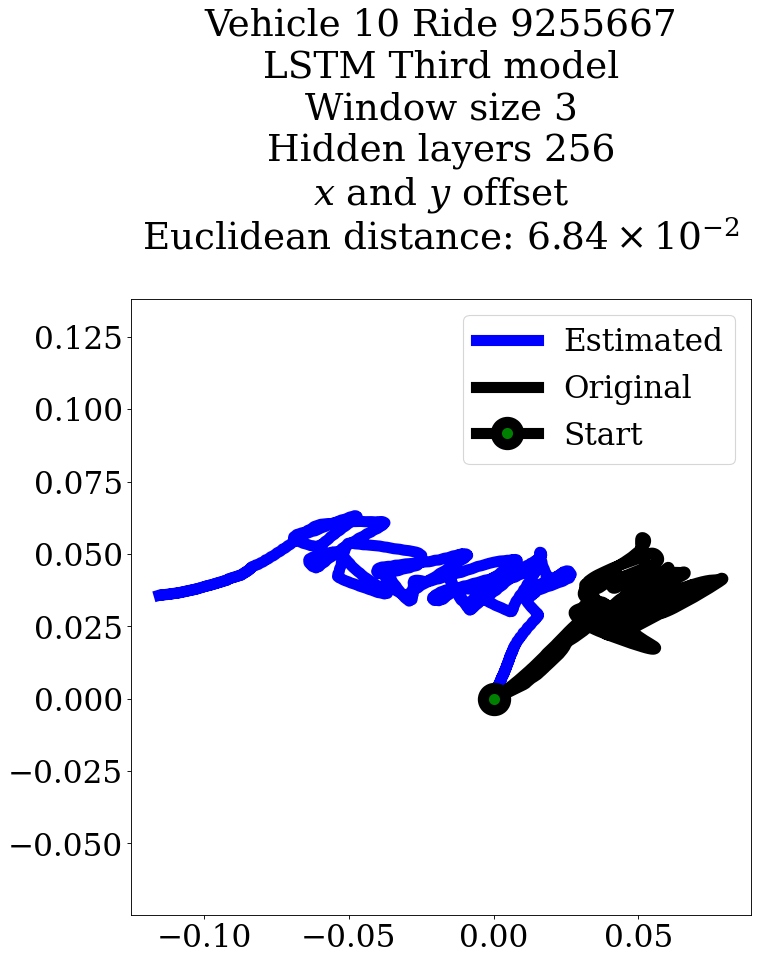 Vehicle 10 Ride 9255667
LSTM Third model
Window size 3
Hidden layers 256
x and y offset
Euclidean distance: 6.84 × 10⁻²
Estimated
Original
Start
0.125
0.100
0.075
0.050
0.025
0.000
−0.025
−0.050
−0.10 −0.05 0.00 0.05